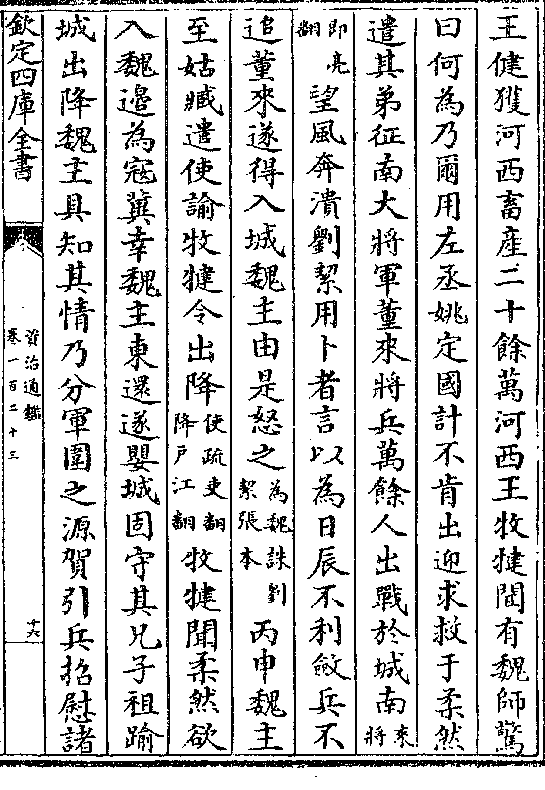 王健獲河西畜產二十餘萬河西王牧犍聞有魏師驚
曰何為乃爾用左丞姚定國計不肯出迎求救于柔然
遣其弟征南大將軍董來將兵萬餘人出戰於城南來將
即亮翻望風奔潰劉絜用卜者言以為日辰不利斂兵不
追董來遂得入城魏主由是怒之為魏誅劉絜張本丙申魏主
至姑臧遣使諭牧犍令出降使疏吏翻降戶江翻牧犍聞柔然欲
入魏邉為寇冀幸魏主東還遂嬰城固守其兄子祖踰
城出降魏主具知其情乃分軍圍之源賀引兵招慰諸
欽定四庫全書
資治通鑑
卷一百二十三
十六